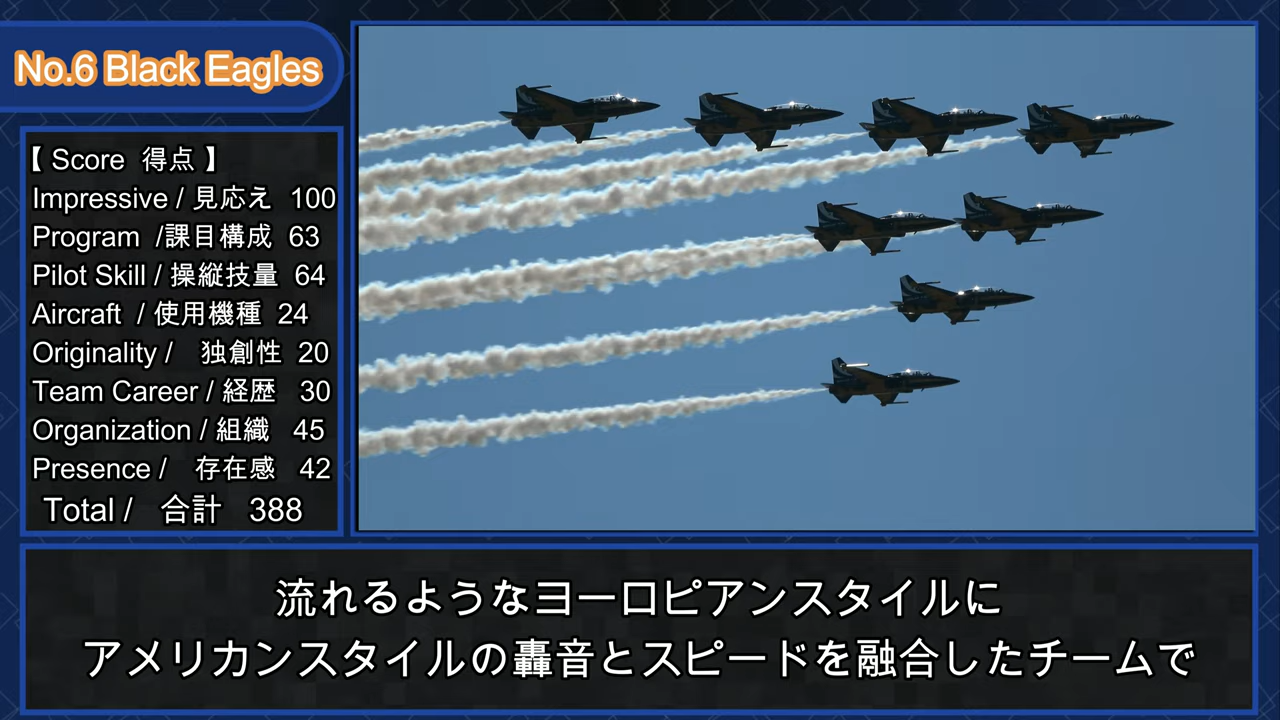 No.6 Black Eagles
【 Score 得点 】
Impressive / 見応え 100
Program /課目構成 63
Pilot Skill / 操縦技量 64
Aircraft / 使用機種 24
Originality / 独創性 20
Team Career / 経歴 30
Organization / 組織 45
Presence / 存在感 42
Total / 合計 388
流れるようなヨーロピアンスタイルに
アメリカンスタイルの轟音とスピードを融合したチームで